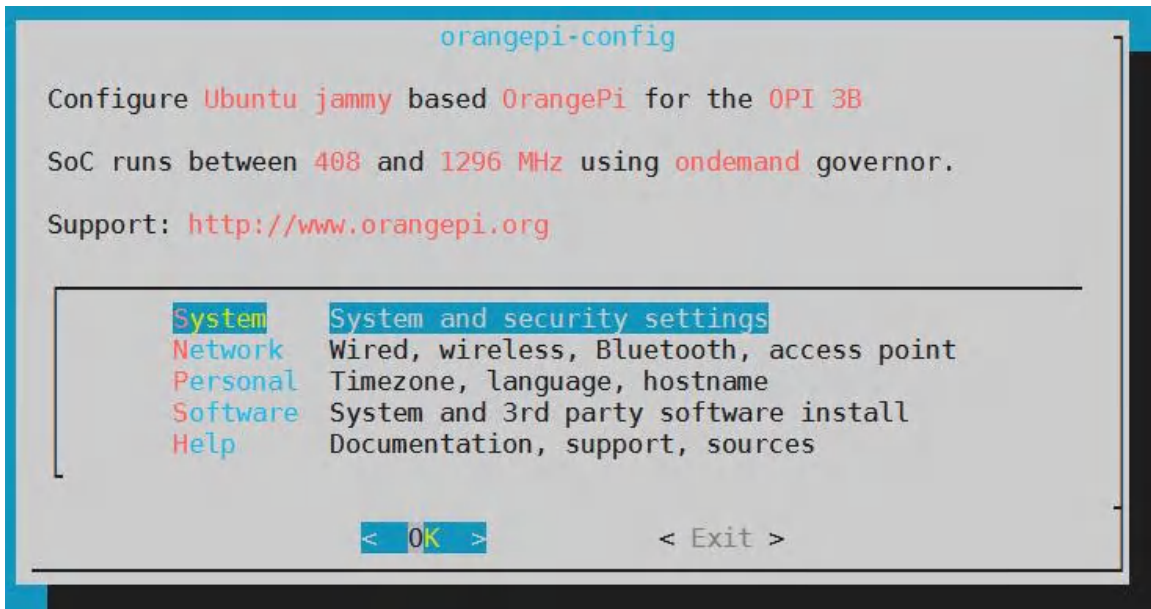 orangepi-config
Configure Ubuntu jammy based OrangePi for the OPI 3B
SoC runs between 408 and 1296 MHz using ondemand governor.
Support: http://www.orangepi.org
System System and security settings
Network Wired, wireless, Bluetooth, access point
Personal Timezone, language, hostname
Software System and 3rd party software install
Help Documentation, support, sources
< OK > < Exit >